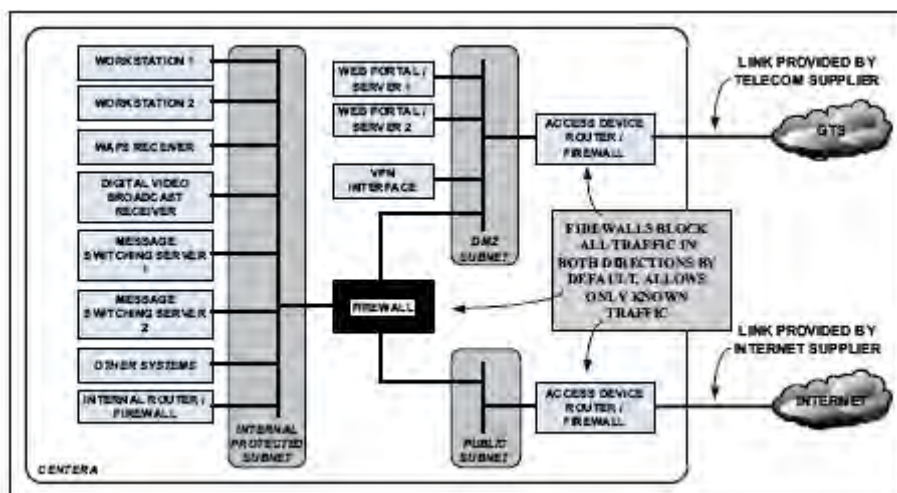 WORKSTATION 1
WORKSTATION 2
WAFS RECEIVER
DIGITAL VIDEO
BROADCAST
RECEIVER
MESSAGE
SWITCHING SERVER
1
MESSAGE
SWITCHING SERVER
2
OTHER SYSTEMS
INTERNAL ROUTER /
FIREWALL
INTERNAL
PROTECTED
SUBNET
CENTER A
WEB PORTAL /
SERVER 1
WEB PORTAL /
SERVER 2
VPN
INTERFACE
DMZ
SUBNET
FIREWALL
PUBLIC
SUBNET
ACCESS DEVICE
ROUTER /
FIREWALL
FIREWALLS BLOCK
ALL TRAFFIC IN
BOTH DIRECTIONS BY
DEFAULT, ALLOWS
ONLY KNOWN
TRAFFIC
ACCESS DEVICE
ROUTER /
FIREWALL
LINK PROVIDED BY
TELECOM SUPPLIER
GTS
LINK PROVIDED BY
INTERNET SUPPLIER
INTERNET